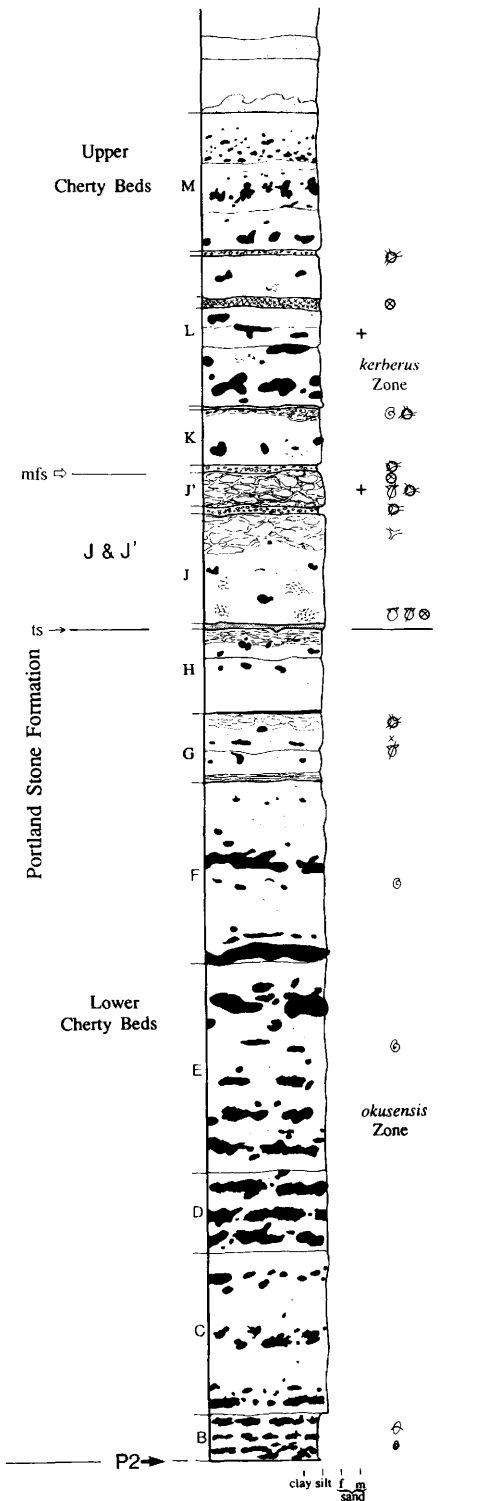 Upper
Cherty Beds
M
L
+
kerberus
Zone
K
mfs ⇨
J'
+
J & J'
J
ts →
H
Portland Stone Formation
G
F
Lower
Cherty Beds
E
okusensis
Zone
D
C
B
P2→
clay silt f m
sand